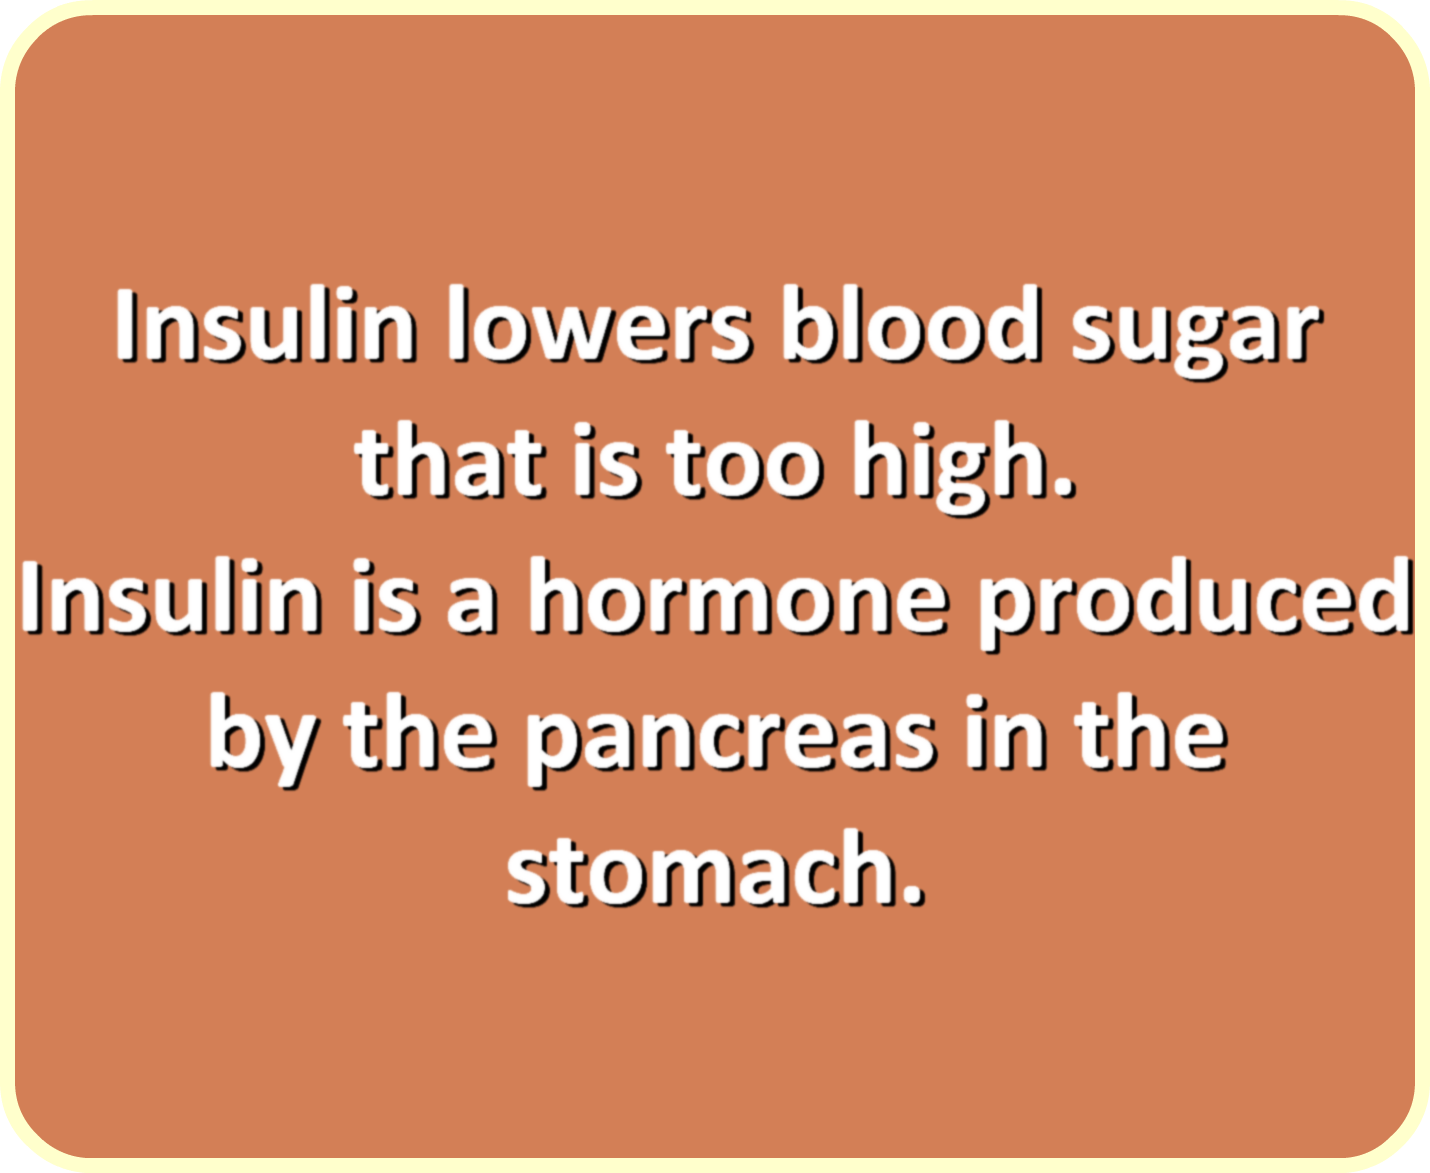 Insulin lowers blood sugar
that is too high.
Insulin is a hormone produced
by the pancreas in the
stomach.